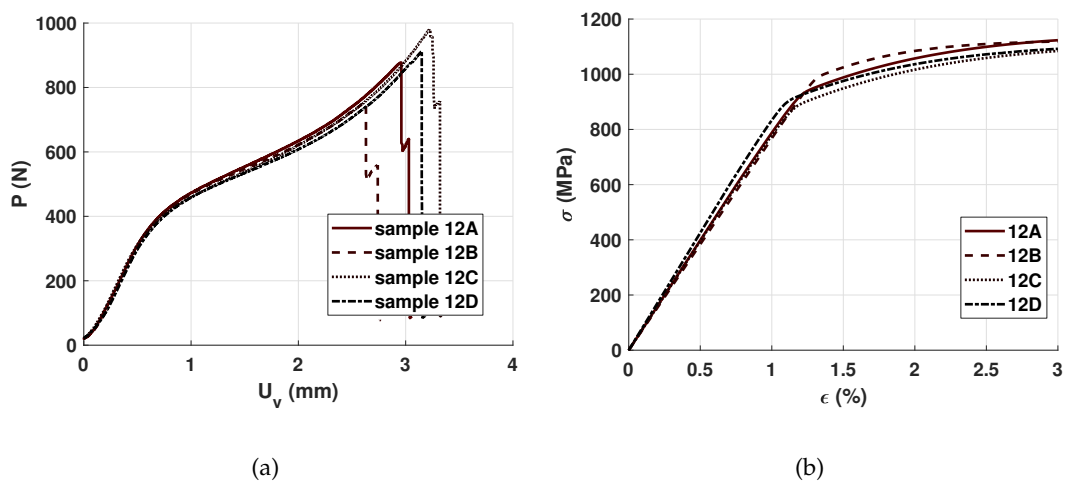 1000
800
600
400
200
0
P (N)
0 1 2 3 4
U_v (mm)
sample 12A
sample 12B
sample 12C
sample 12D
(a)
1200
1000
800
600
400
200
0
σ (MPa)
0 0.5 1 1.5 2 2.5 3
ϵ (%)
12A
12B
12C
12D
(b)